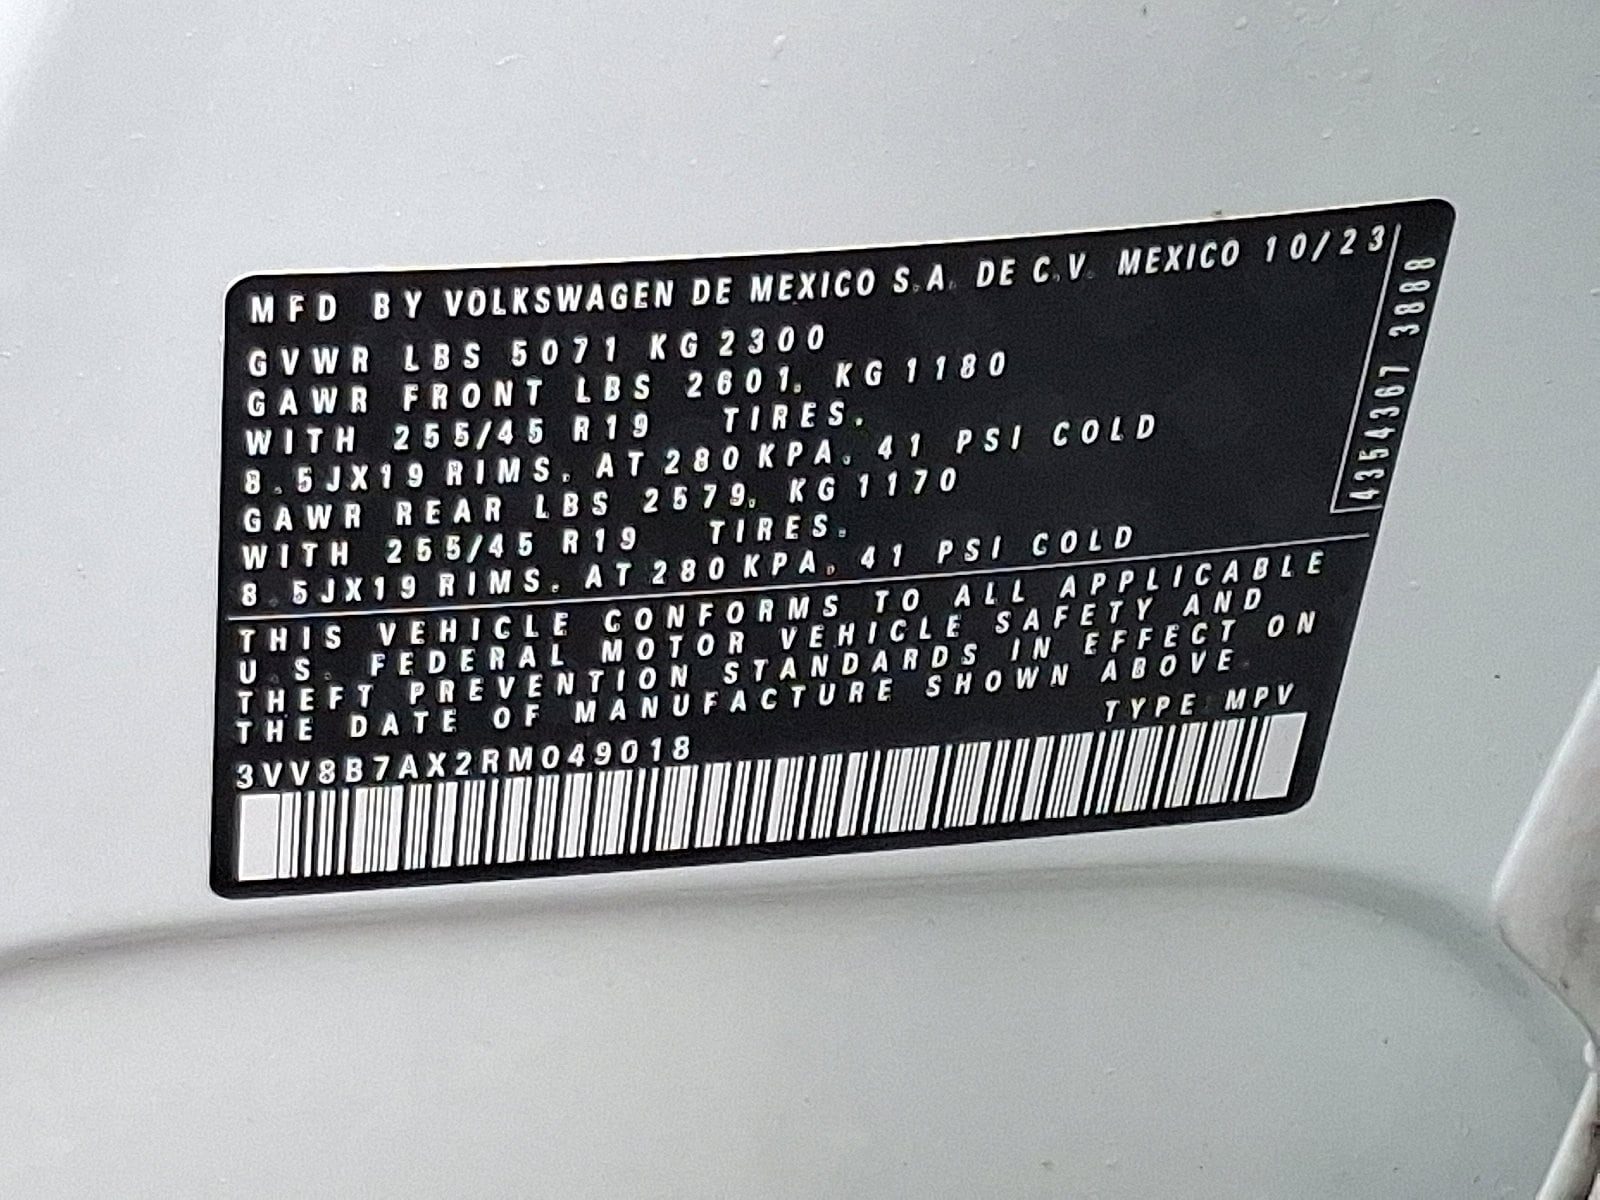 MFD BY VOLKSWAGEN DE MEXICO S.A. DE C.V. MEXICO 10/23
GVWR LBS 5071 KG 2300
GAWR FRONT LBS 2601. KG 1180
WITH 255/45 R19 TIRES.
8.5JX19 RIMS. AT 280 KPA. 41 PSI COLD
GAWR REAR LBS 2579. KG 1170
WITH 255/45 R19 TIRES.
8.5JX19 RIMS. AT 280 KPA. 41 PSI COLD
4354367 3888
THIS VEHICLE CONFORMS TO ALL APPLICABLE
U.S. FEDERAL MOTOR VEHICLE SAFETY AND
THEFT PREVENTION STANDARDS IN EFFECT ON
THE DATE OF MANUFACTURE SHOWN ABOVE.
3VV8B7AX2RM049018 TYPE: MPV